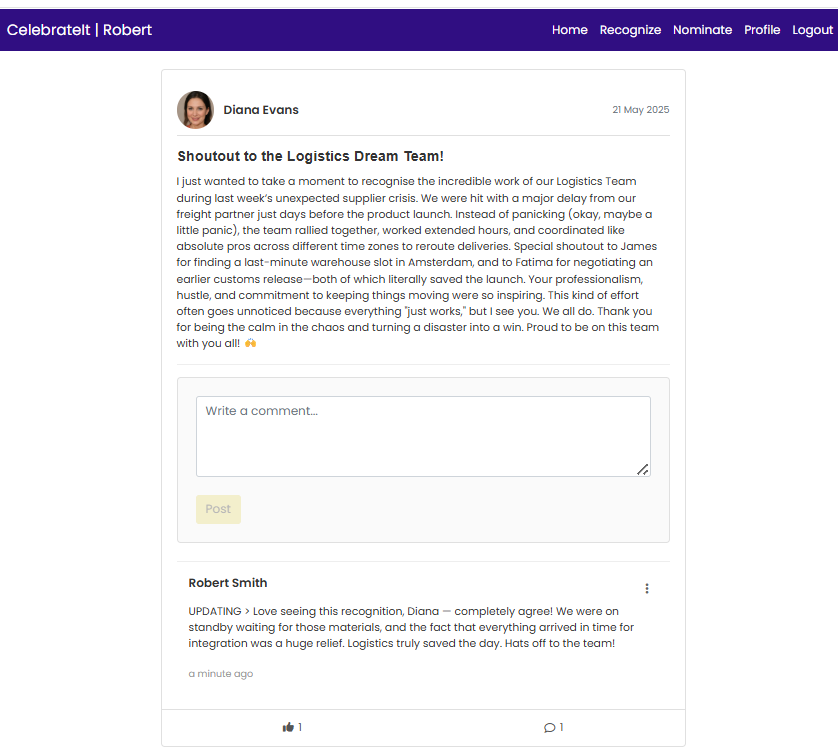 CelebrateIt | Robert
Home Recognize Nominate Profile Logout
Diana Evans
21 May 2025
Shoutout to the Logistics Dream Team!
I just wanted to take a moment to recognise the incredible work of our Logistics Team
during last week's unexpected supplier crisis. We were hit with a major delay from our
freight partner just days before the product launch. Instead of panicking (okay, maybe a
little panic), the team rallied together, worked extended hours, and coordinated like
absolute pros across different time zones to reroute deliveries. Special shoutout to James
for finding a last-minute warehouse slot in Amsterdam, and to Fatima for negotiating an
earlier customs release—both of which literally saved the launch. Your professionalism,
hustle, and commitment to keeping things moving were so inspiring. This kind of effort
often goes unnoticed because everything "just works," but I see you. We all do. Thank you
for being the calm in the chaos and turning a disaster into a win. Proud to be on this team
with you all! 🙌
Write a comment...
Post
Robert Smith
UPDATING > Love seeing this recognition, Diana — completely agree! We were on
standby waiting for those materials, and the fact that everything arrived in time for
integration was a huge relief. Logistics truly saved the day. Hats off to the team!
a minute ago
1
1